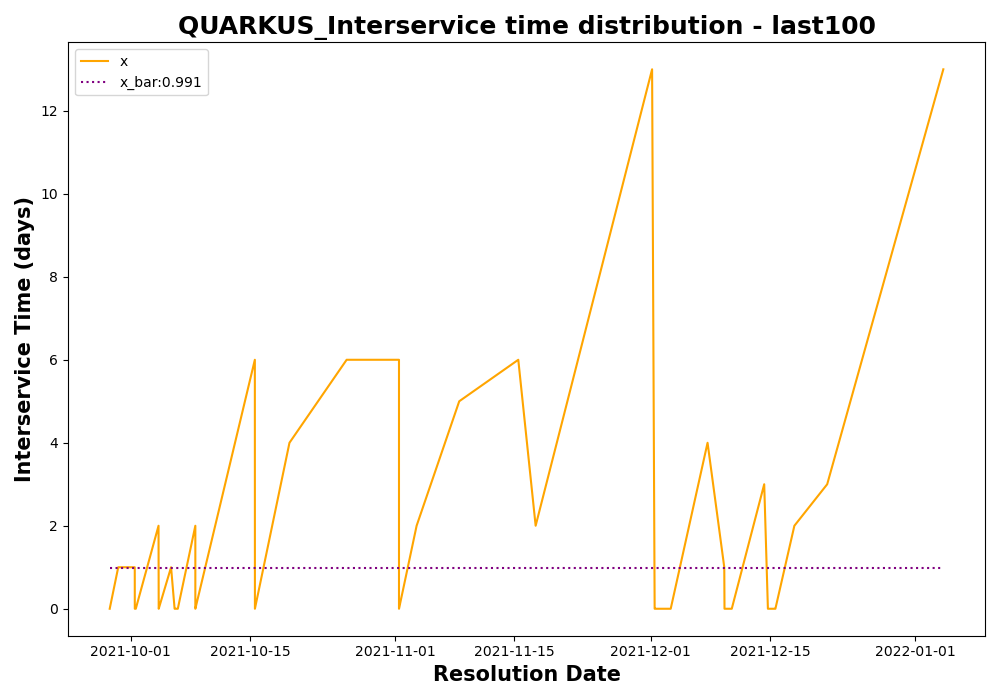 QUARKUS_Interservice time distribution - last100
x
x_bar:0.991
Interservice Time (days)
12
10
8
6
4
2
0
2021-10-01 2021-10-15 2021-11-01 2021-11-15 2021-12-01 2021-12-15 2022-01-01
Resolution Date